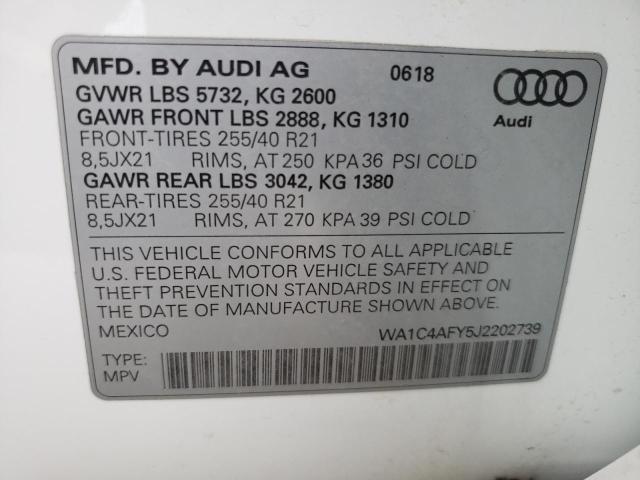 MFD. BY AUDI AG 0618
GVWR LBS 5732, KG 2600
GAWR FRONT LBS 2888, KG 1310
Audi
FRONT-TIRES 255/40 R21
8,5JX21 RIMS, AT 250 KPA 36 PSI COLD
GAWR REAR LBS 3042, KG 1380
REAR-TIRES 255/40 R21
8,5JX21 RIMS, AT 270 KPA 39 PSI COLD
THIS VEHICLE CONFORMS TO ALL APPLICABLE
U.S. FEDERAL MOTOR VEHICLE SAFETY AND
THEFT PREVENTION STANDARDS IN EFFECT ON
THE DATE OF MANUFACTURE SHOWN ABOVE.
MEXICO WA1C4AFY5J2202739
TYPE:
MPV